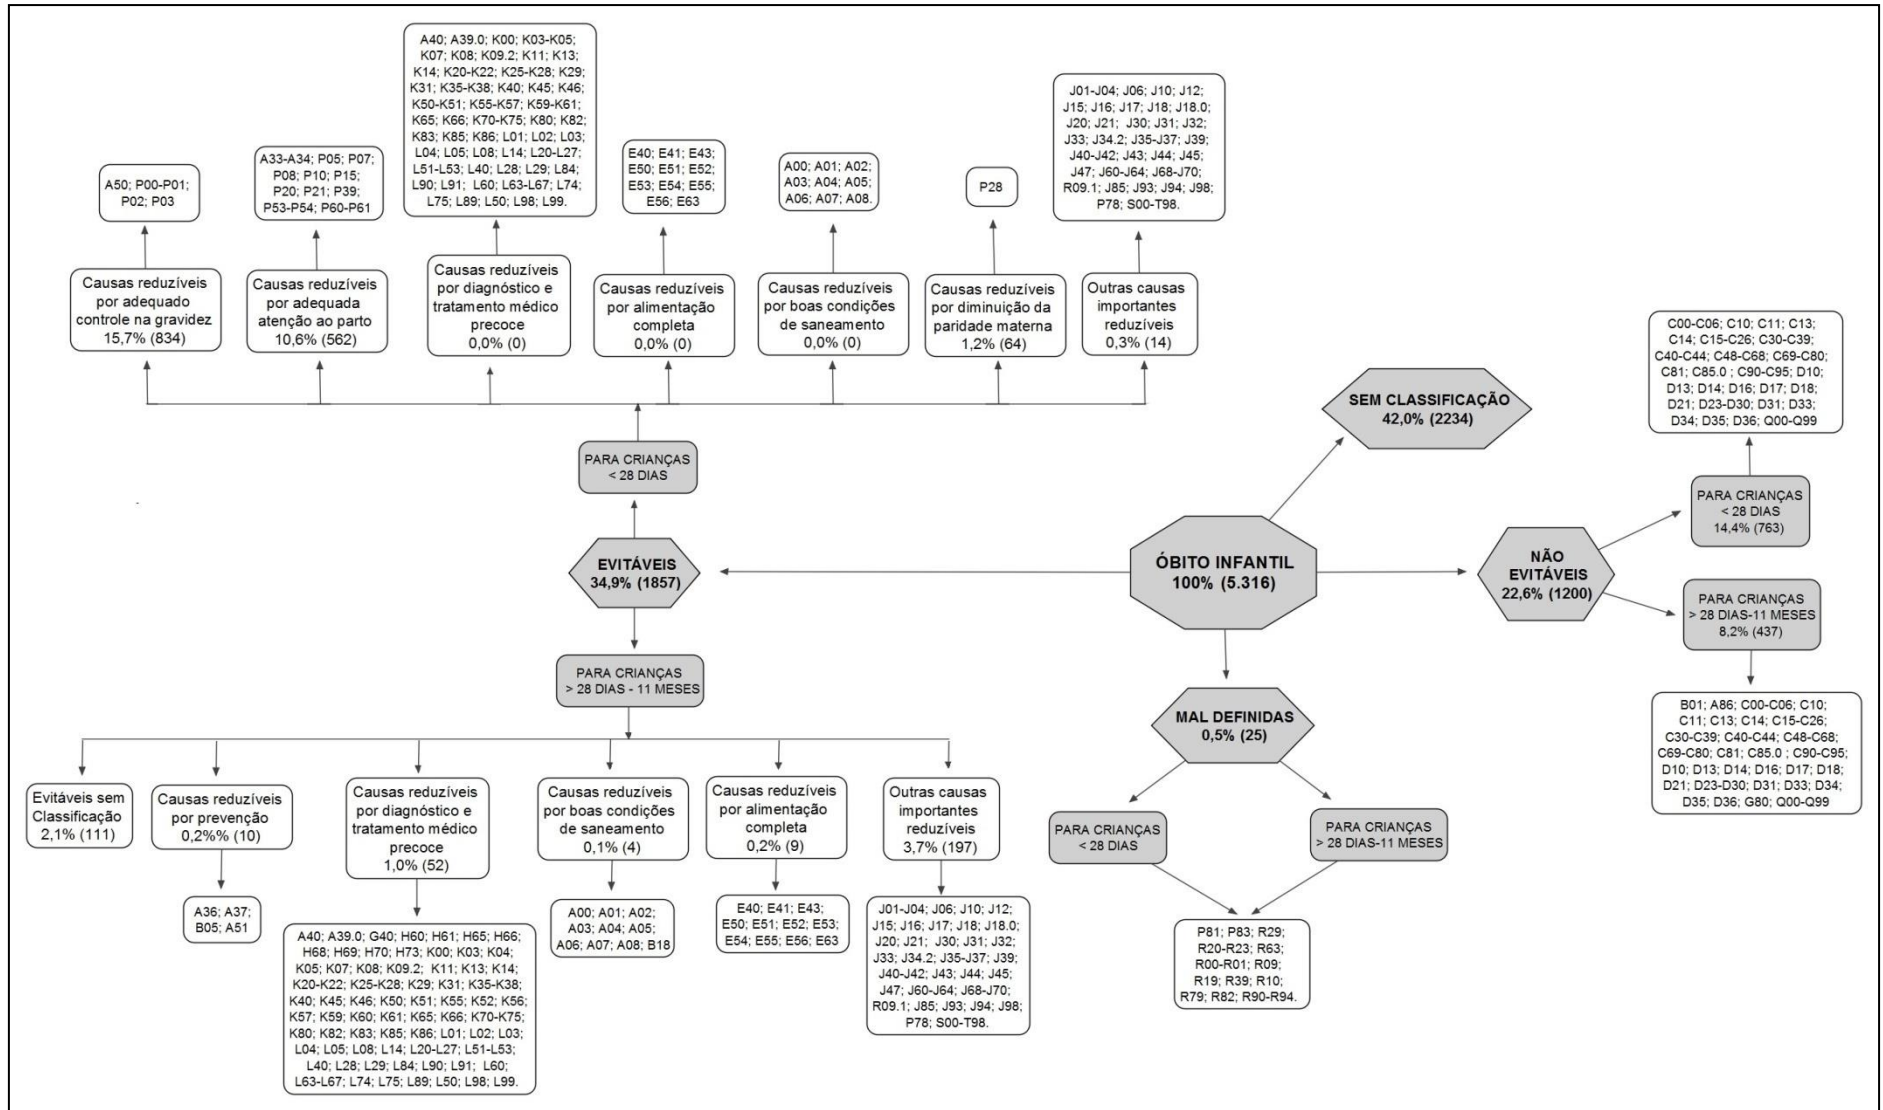 A50; P00-P01;
P02; P03
A33-A34; P05; P07;
P08; P10; P15;
P20; P21; P39;
P53-P54; P60-P61
A40; A39.0; K00; K03-K05;
K07; K08; K09.2; K11; K13;
K14; K20-K22; K25-K28; K29;
K31; K35-K38; K40; K45; K46;
K50-K51; K55-K57; K59-K61;
K65; K66; K70-K75; K80; K82;
K83; K85; K86; L01; L02; L03;
L04; L05; L08; L14; L20-L27;
L51-L53; L40; L28; L29; L84;
L90; L91; L60; L63-L67; L74;
L75; L89; L50; L98; L99.
E40; E41; E43;
E50; E51; E52;
E53; E54; E55;
E56; E63
A00; A01; A02;
A03; A04; A05;
A06; A07; A08.
P28
J01-J04; J06; J10; J12;
J15; J16; J17; J18; J18.0;
J20; J21; J30; J31; J32;
J33; J34.2; J35-J37; J39;
J40-J42; J43; J44; J45;
J47; J60-J64; J68-J70;
R09.1; J85; J93; J94; J98;
P78; S00-T98.
Causas reduzíveis
por adequado
controle na gravidez
15,7% (834)
Causas reduzíveis
por adequada
atenção ao parto
10,6% (562)
Causas reduzíveis
por diagnóstico e
tratamento médico
precoce
0,0% (0)
Causas reduzíveis
por alimentação
completa
0,0% (0)
Causas reduzíveis
por boas condições
de saneamento
0,0% (0)
Causas reduzíveis
por diminuição da
paridade materna
1,2% (64)
Outras causas
importantes
reduzíveis
0,3% (14)
PARA CRIANÇAS
< 28 DIAS
EVITÁVEIS
34,9% (1857)
PARA CRIANÇAS
> 28 DIAS - 11 MESES
ÓBITO INFANTIL
100% (5.316)
SEM CLASSIFICAÇÃO
42,0% (2234)
C00-C06; C10; C11; C13;
C14; C15-C26; C30-C39;
C40-C44; C48-C68; C69-C80;
C81; C85.0 ; C90-C95; D10;
D13; D14; D16; D17; D18;
D21; D23-D30; D31; D33;
D34; D35; D36; Q00-Q99
PARA CRIANÇAS
< 28 DIAS
14,4% (763)
NÃO
EVITÁVEIS
22,6% (1200)
PARA CRIANÇAS
> 28 DIAS-11 MESES
8,2% (437)
B01; A86; C00-C06; C10;
C11; C13; C14; C15-C26;
C30-C39; C40-C44; C48-C68;
C69-C80; C81; C85.0 ; C90-C95;
D10; D13; D14; D16; D17; D18;
D21; D23-D30; D31; D33; D34;
D35; D36; G80; Q00-Q99
MAL DEFINIDAS
0,5% (25)
PARA CRIANÇAS
< 28 DIAS
PARA CRIANÇAS
> 28 DIAS-11 MESES
P81; P83; R29;
R20-R23; R63;
R00-R01; R09;
R19; R39; R10;
R79; R82; R90-R94.
Evitáveis sem
Classificação
2,1% (111)
Causas reduzíveis
por prevenção
0,2%% (10)
Causas reduzíveis
por diagnóstico e
tratamento médico
precoce
1,0% (52)
Causas reduzíveis
por boas condições
de saneamento
0,1% (4)
Causas reduzíveis
por alimentação
completa
0,2% (9)
Outras causas
importantes
reduzíveis
3,7% (197)
A36; A37;
B05; A51
A40; A39.0; G40; H60; H61; H65; H66;
H68; H69; H70; H73; K00; K03; K04;
K05; K07; K08; K09.2; K11; K13; K14;
K20-K22; K25-K28; K29; K31; K35-K38;
K40; K45; K46; K50; K51; K55; K52; K56;
K57; K59; K60; K61; K65; K66; K70-K75;
K80; K82; K83; K85; K86; L01; L02; L03;
L04; L05; L08; L14; L20-L27; L51-L53;
L40; L28; L29; L84; L90; L91; L60;
L63-L67; L74; L75; L89; L50; L98; L99.
A00; A01; A02;
A03; A04; A05;
A06; A07; A08; B18
E40; E41; E43;
E50; E51; E52; E53;
E54; E55; E56; E63
J01-J04; J06; J10; J12;
J15; J16; J17; J18; J18.0;
J20; J21; J30; J31; J32;
J33; J34.2; J35-J37; J39;
J40-J42; J43; J44; J45;
J47; J60-J64; J68-J70;
R09.1; J85; J93; J94; J98;
P78; S00-T98.